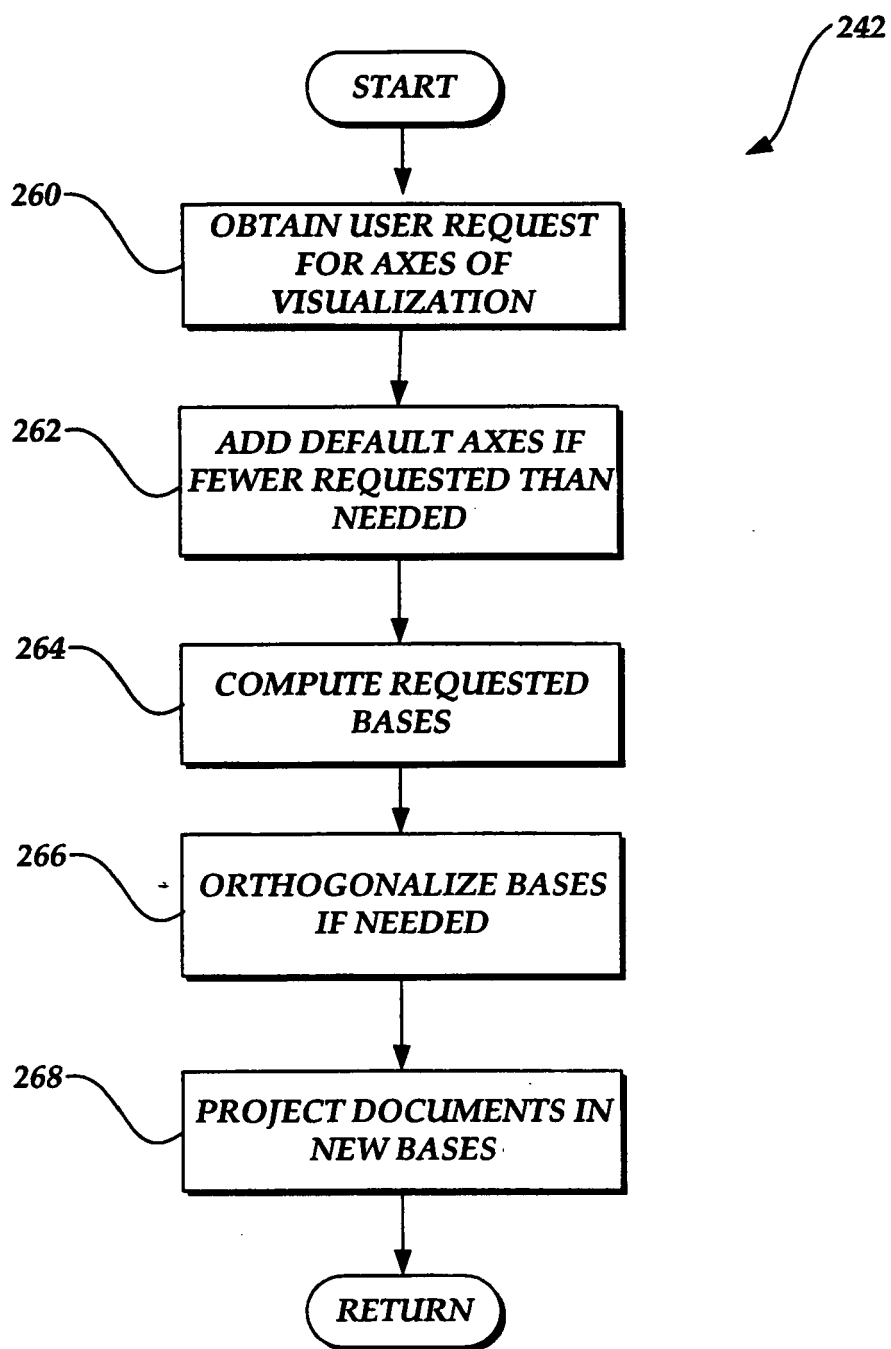 242
START
260
OBTAIN USER REQUEST
FOR AXES OF
VISUALIZATION
262
ADD DEFAULT AXES IF
FEWER REQUESTED THAN
NEEDED
264
COMPUTE REQUESTED
BASES
266
ORTHOGONALIZE BASES
IF NEEDED
268
PROJECT DOCUMENTS IN
NEW BASES
RETURN